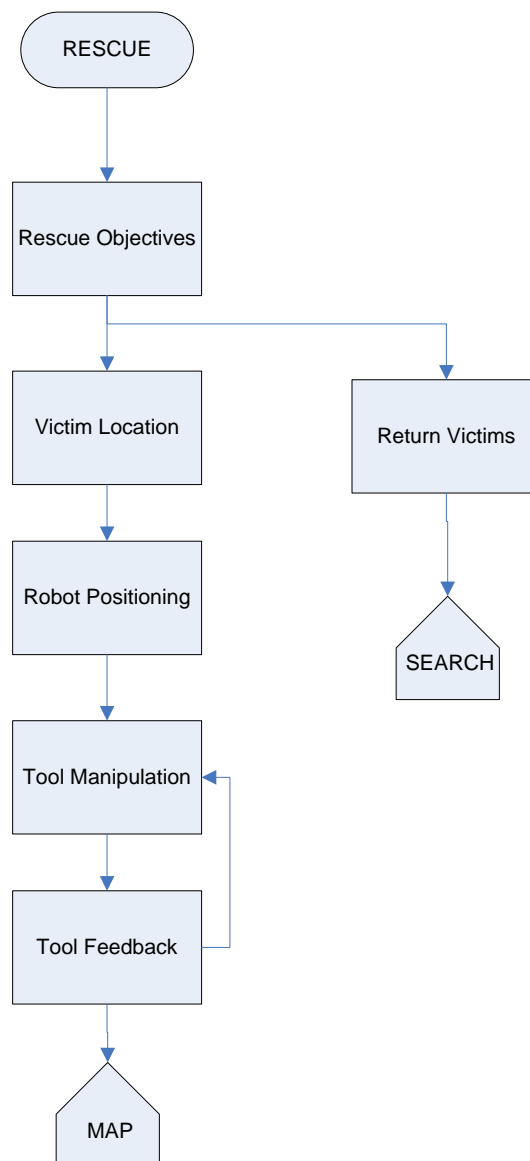 RESCUE
Rescue Objectives
Victim Location
Return Victims
Robot Positioning
SEARCH
Tool Manipulation
Tool Feedback
MAP